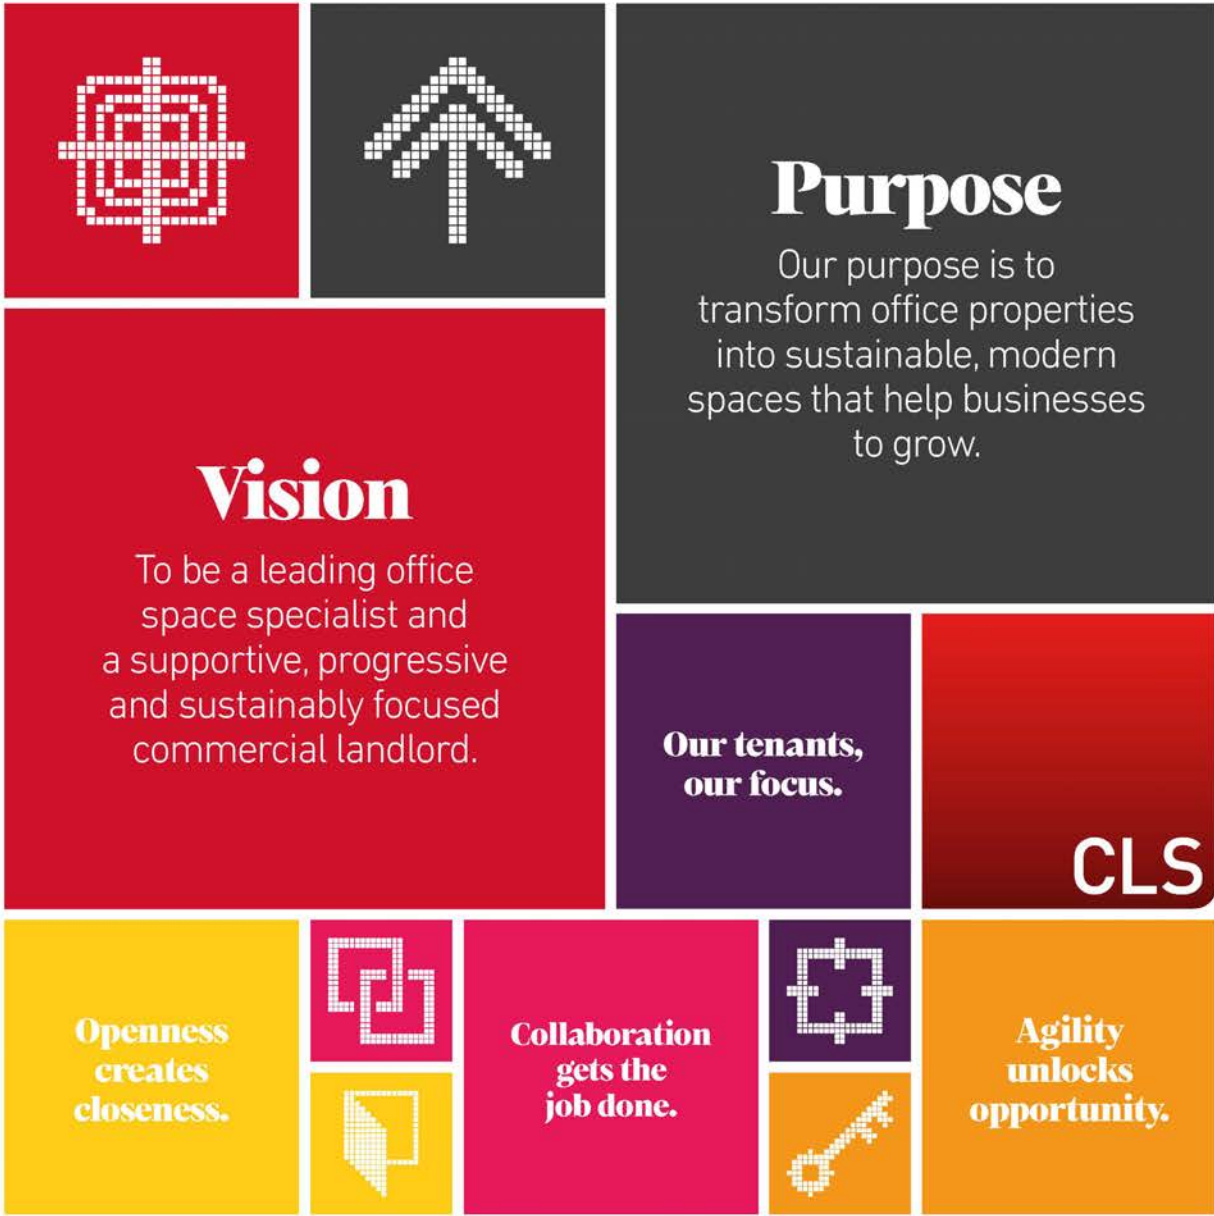 Purpose
Our purpose is to
transform office properties
into sustainable, modern
spaces that help businesses
to grow.
Vision
To be a leading office
space specialist and
a supportive, progressive
and sustainably focused
commercial landlord.
Our tenants,
our focus.
CLS
Openness
creates
closeness.
Collaboration
gets the
job done.
Agility
unlocks
opportunity.